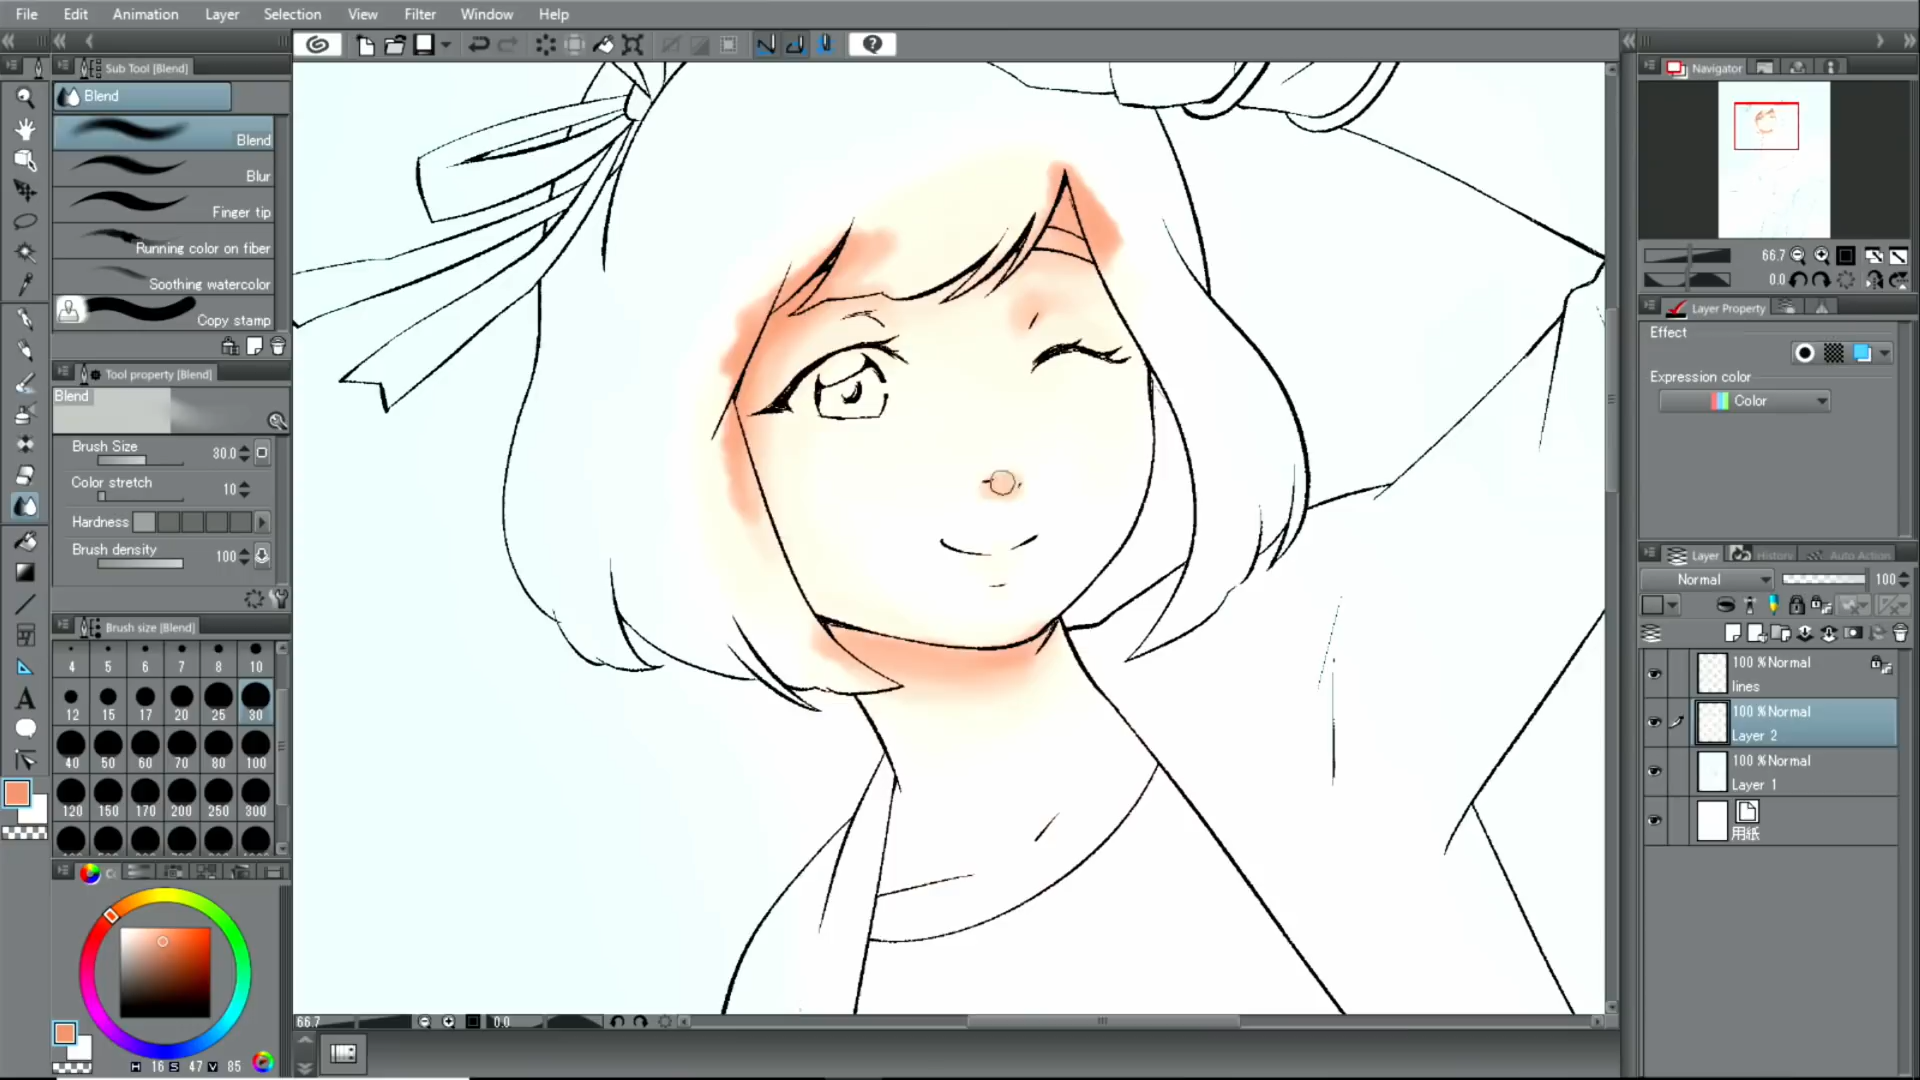 File Edit Animation Layer Selection View Filter Window Help
Sub Tool [Blend]
Blend
Blend
Blur
Finger tip
Running color on fiber
Soothing watercolor
Copy stamp
Tool property [Blend]
Blend
Brush Size 30.0
Color stretch 10
Hardness
Brush density 100
Brush size [Blend]
4 5 6 7 8 10
12 15 17 20 25 30
40 50 60 70 80 100
120 150 170 200 250 300
H 16 S 47 V 85
66.7 0.0
Navigator
66.7
0.0
Layer Property
Effect
Expression color
Color
Layer History Auto Action
Normal 100
100 % Normal
lines
100 % Normal
Layer 2
100 % Normal
Layer 1
用紙